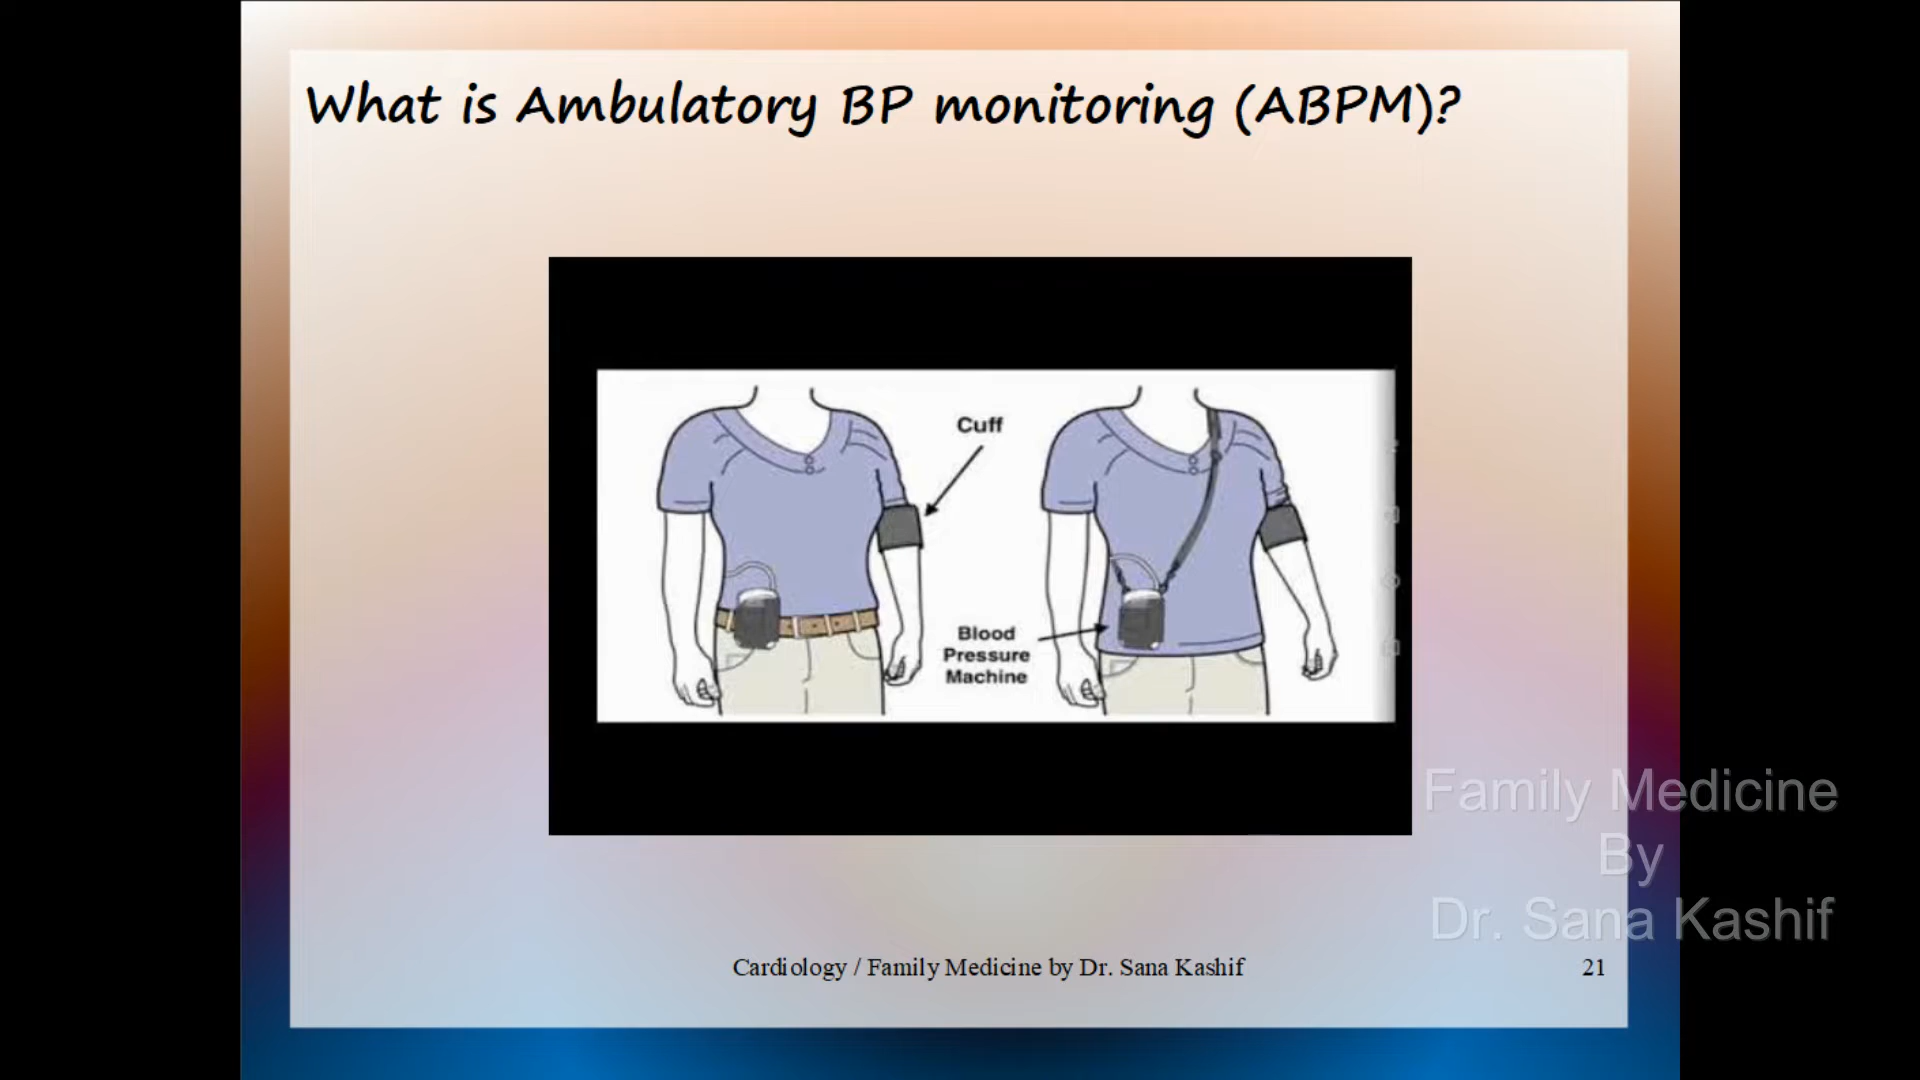 What is Ambulatory BP monitoring (ABPM)?
Cuff
Blood
Pressure
Machine
Family Medicine
By
Dr. Sana Kashif
Cardiology / Family Medicine by Dr. Sana Kashif
21